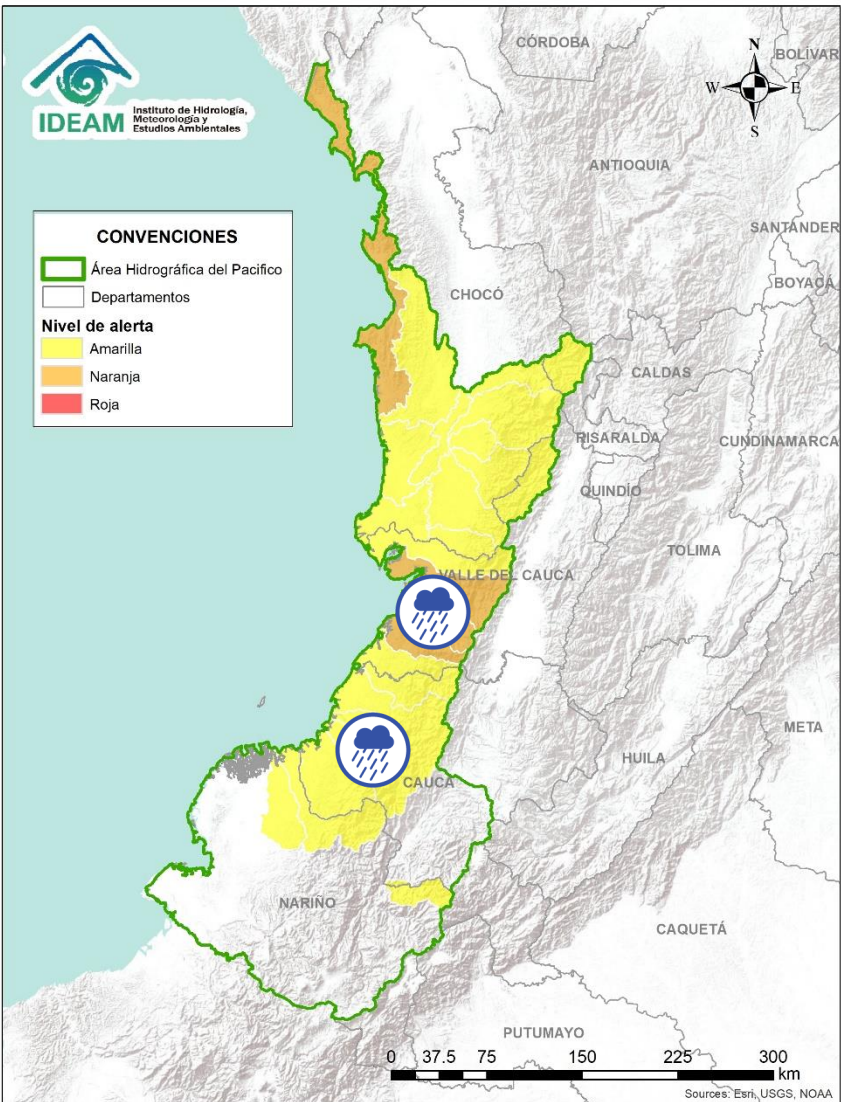 IDEAM
Instituto de Hidrología,
Meteorología y
Estudios Ambientales
N
W
E
S
CONVENCIONES
Área Hidrográfica del Pacifico
Departamentos
Nivel de alerta
Amarilla
Naranja
Roja
CÓRDOBA
BOLÍVAR
ANTIOQUIA
SANTANDER
BOYACÁ
CHOCÓ
CALDAS
RISARALDA
CUNDINAMARCA
QUINDÍO
TOLIMA
VALLE DEL CAUCA
META
HUILA
CAUCA
NARIÑO
CAQUETÁ
PUTUMAYO
0 37.5 75 150 225 300
km
Sources: Esri, USGS, NOAA